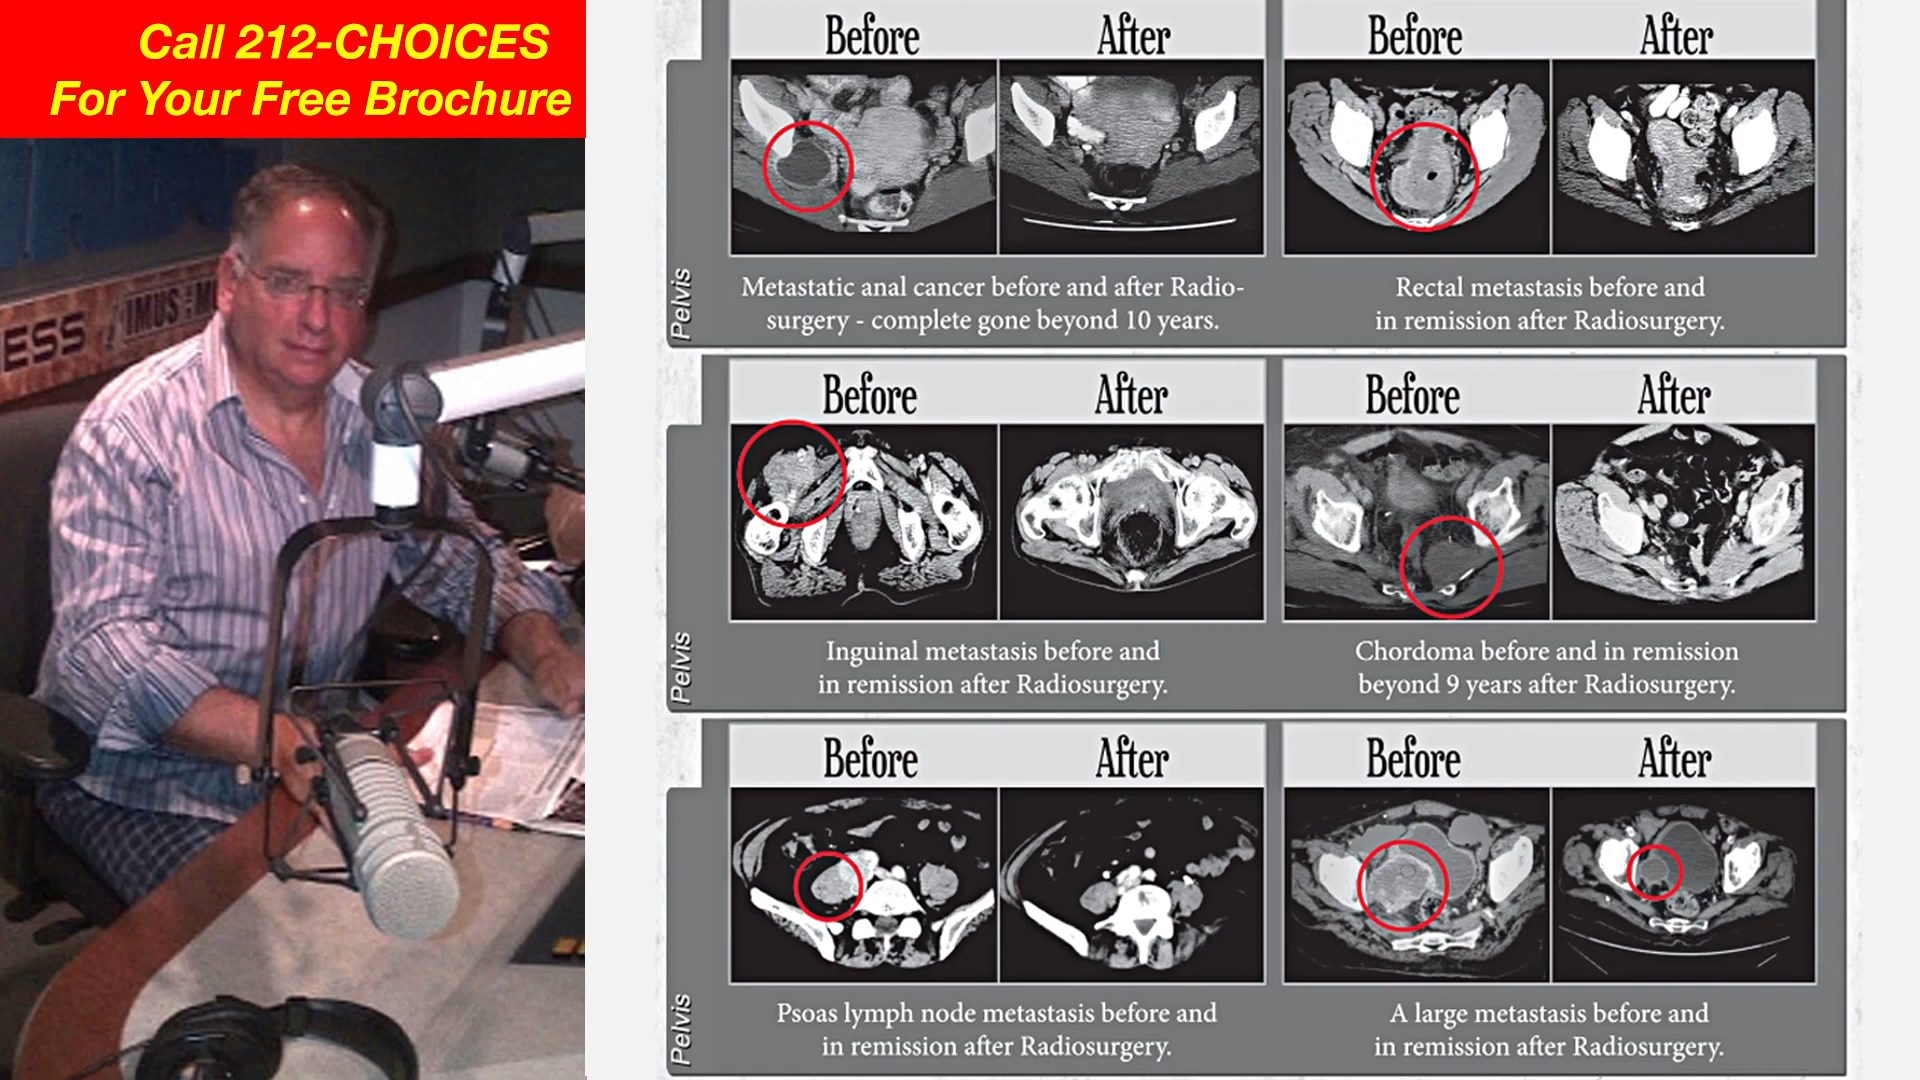 Call 212-CHOICES
For Your Free Brochure
ESS
IMUS
Before After
Before After
Pelvis
Metastatic anal cancer before and after Radio-
surgery - complete gone beyond 10 years.
Rectal metastasis before and
in remission after Radiosurgery.
Before After
Before After
Pelvis
Inguinal metastasis before and
in remission after Radiosurgery.
Chordoma before and in remission
beyond 9 years after Radiosurgery.
Before After
Before After
Pelvis
Psoas lymph node metastasis before and
in remission after Radiosurgery.
A large metastasis before and
in remission after Radiosurgery.